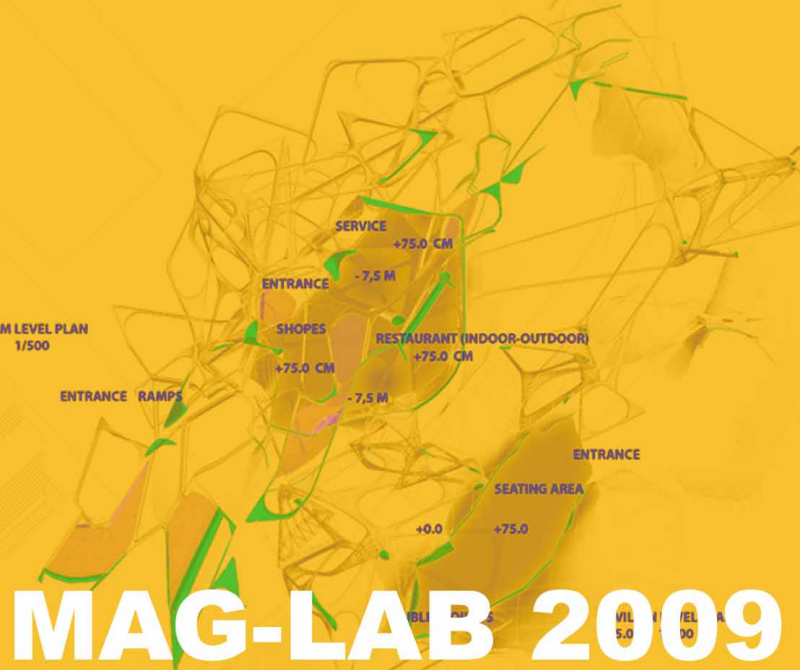 SERVICE
+75.0 CM
- 7,5 M
ENTRANCE
SHOPES
M LEVEL PLAN
1/500
RESTAURANT (INDOOR-OUTDOOR)
+75.0 CM
+75.0 CM
ENTRANCE RAMPS
- 7,5 M
ENTRANCE
SEATING AREA
+0.0
+75.0
MAG-LAB 2009